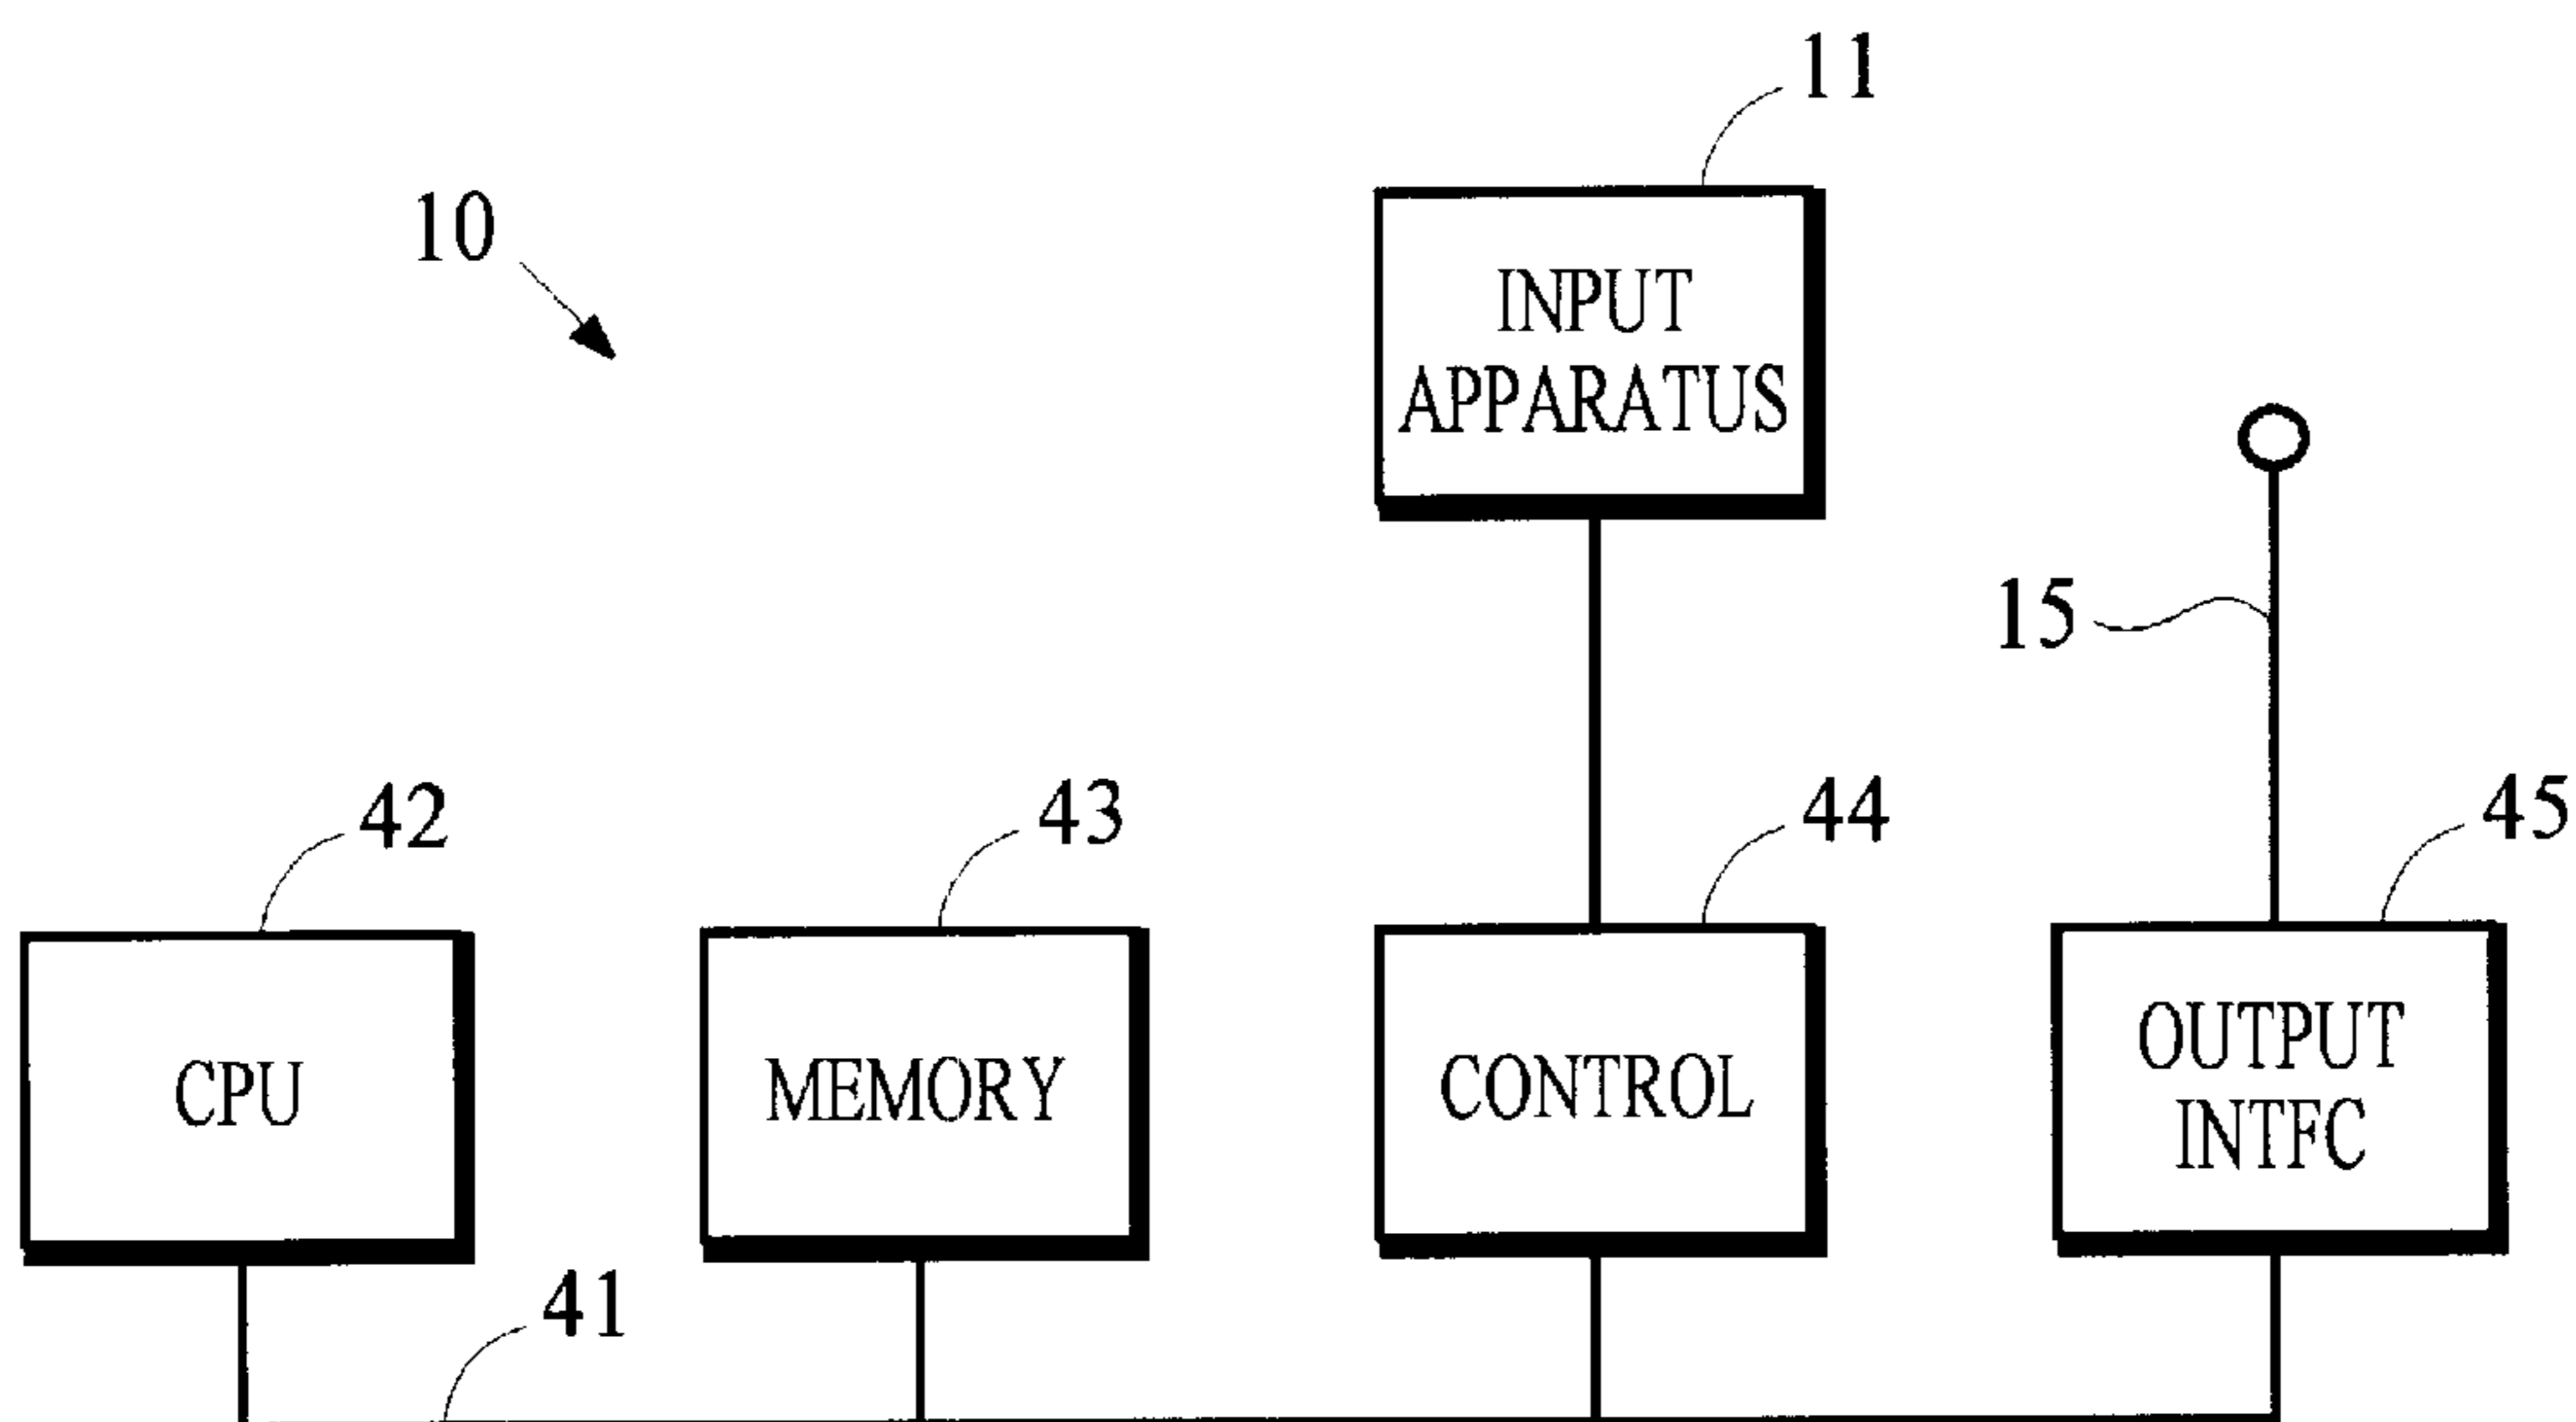 11
10
INPUT
APPARATUS
15
42
43
44
45
CPU
MEMORY
CONTROL
OUTPUT
INTFC
41